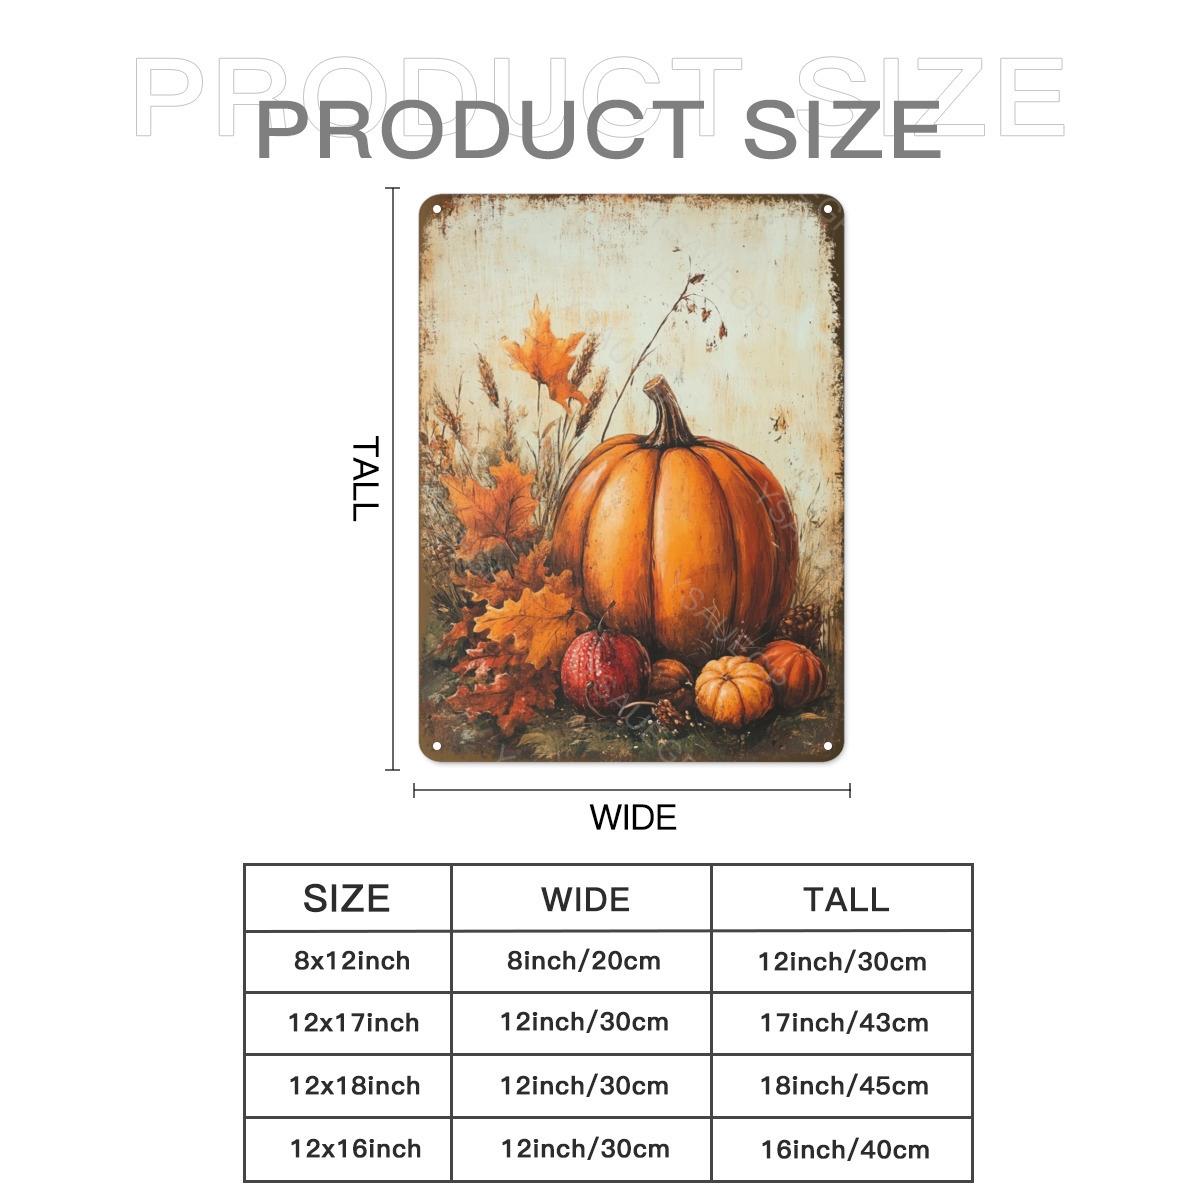 PRODUCT SIZE
PRODUCT SIZE
TALL
WIDE
SIZE WIDE TALL
8x12inch 8inch/20cm 12inch/30cm
12x17inch 12inch/30cm 17inch/43cm
12x18inch 12inch/30cm 18inch/45cm
12x16inch 12inch/30cm 16inch/40cm